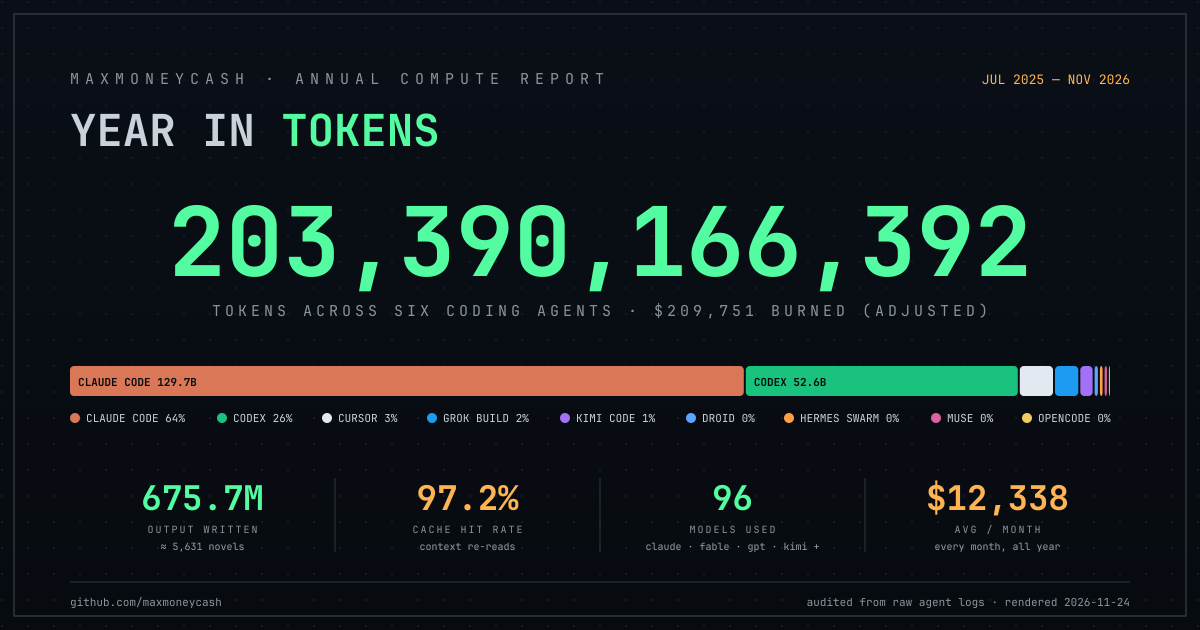 MAXMONEYCASH · ANNUAL COMPUTE REPORT
JUL 2025 — NOV 2026
YEAR IN TOKENS
203,390,166,392
TOKENS ACROSS SIX CODING AGENTS · $209,751 BURNED (ADJUSTED)
CLAUDE CODE 129.7B CODEX 52.6B
CLAUDE CODE 64% CODEX 26% CURSOR 3% GROK BUILD 2% KIMI CODE 1% DROID 0% HERMES SWARM 0% MUSE 0% OPENCODE 0%
675.7M 97.2% 96 $12,338
OUTPUT WRITTEN CACHE HIT RATE MODELS USED AVG / MONTH
≈ 5,631 novels context re-reads claude · fable · gpt · kimi + every month, all year
github.com/maxmoneycash audited from raw agent logs · rendered 2026-11-24